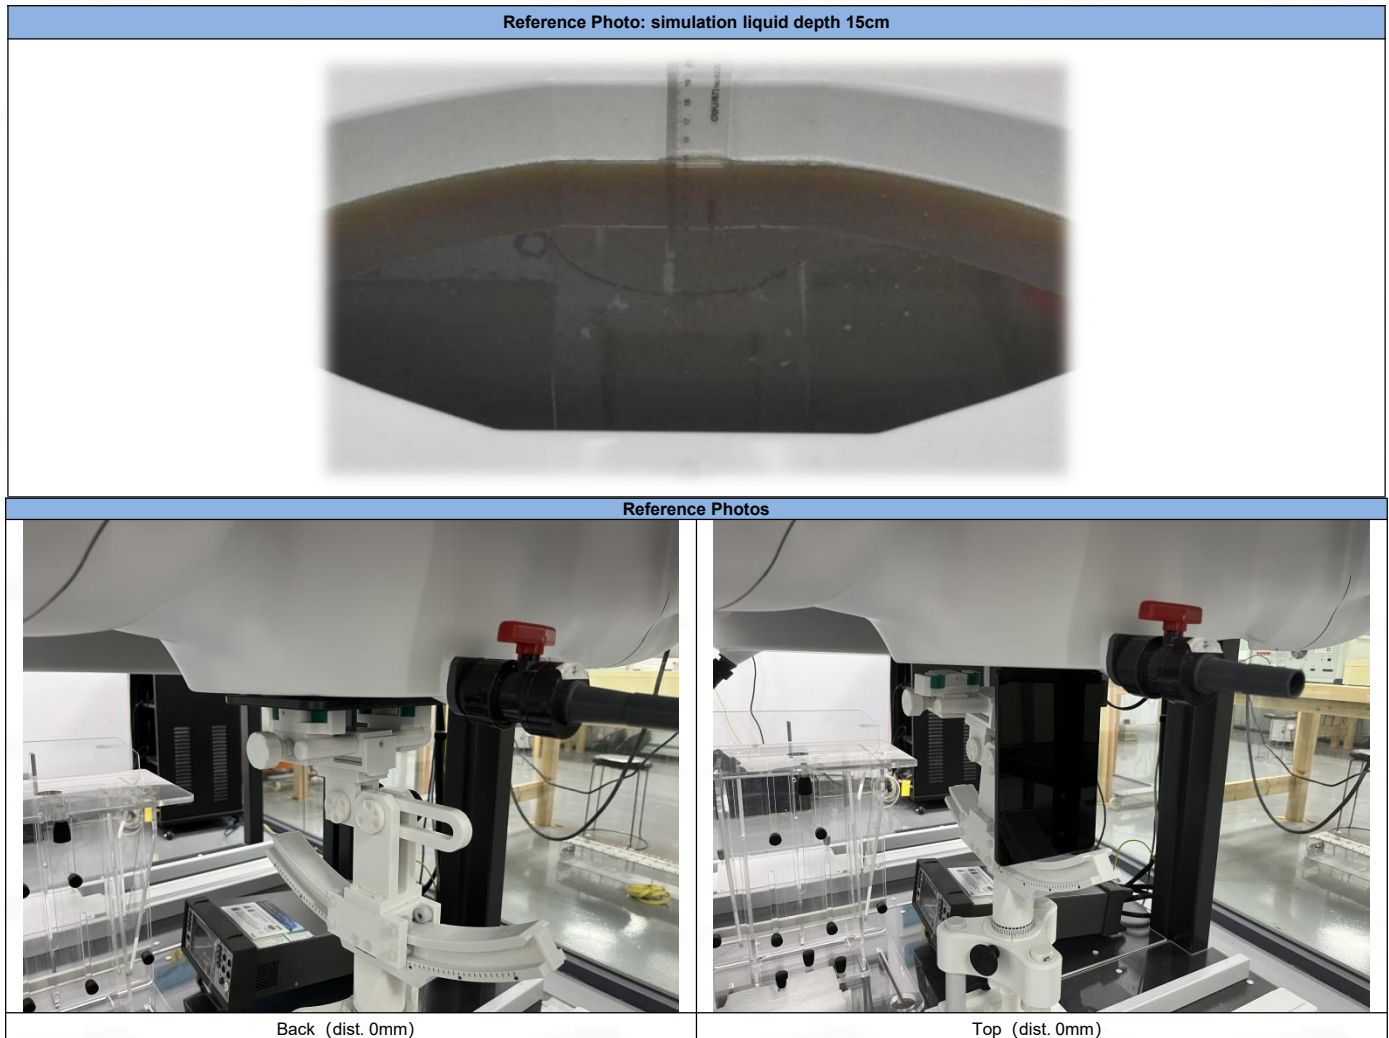 Reference Photo: simulation liquid depth 15cm
Reference Photos
Back (dist. 0mm)
Top (dist. 0mm)